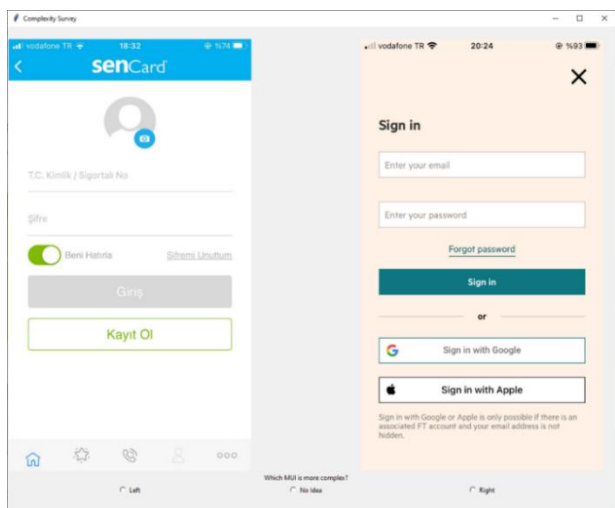 Complexity Survey
vodafone TR 18:32 %74
senCard
T.C. Kimlik / Sigortalı No
Şifre
Beni Hatırla Şifremi Unuttum
Giriş
Kayıt Ol
vodafone TR 20:24 %93
Sign in
Enter your email
Enter your password
Forgot password
Sign in
or
Sign in with Google
Sign in with Apple
Sign in with Google or Apple is only possible if there is an
associated FT account and your email address is not
hidden.
Which MUI is more complex?
Left No Idea Right